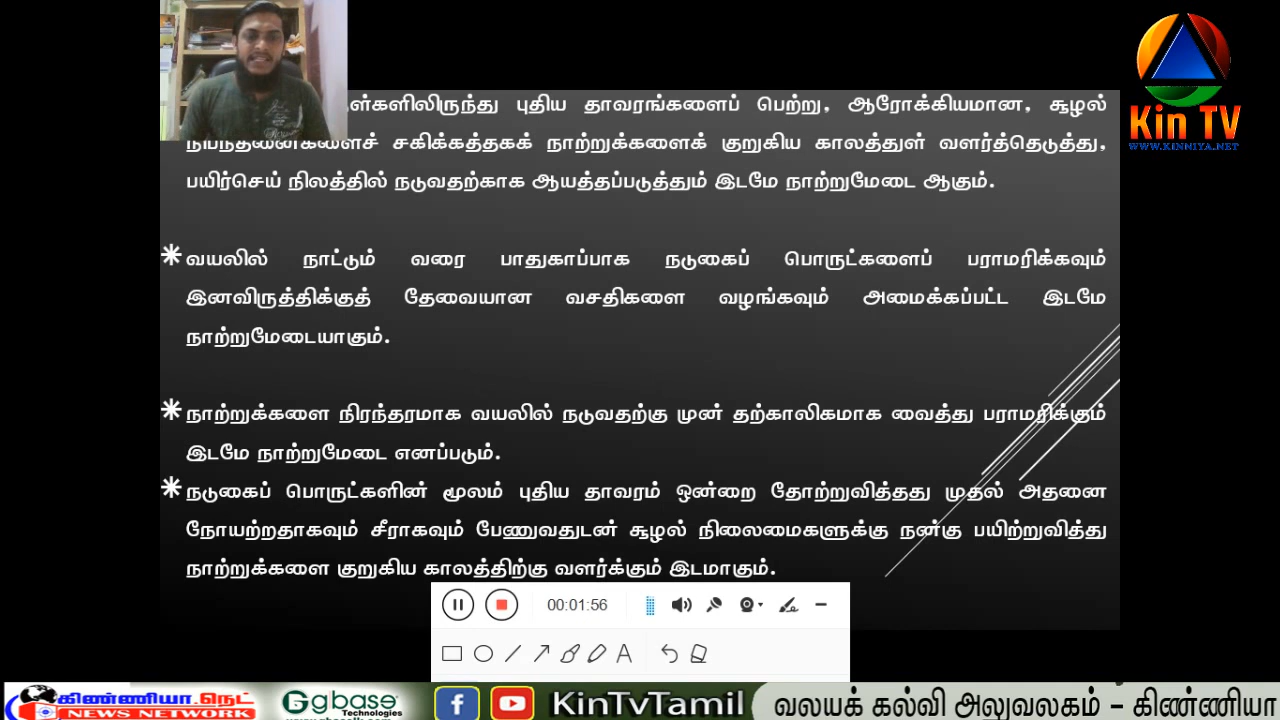 புதிய தாவரங்களைப் பெற்று, ஆரோக்கியமான, சூழல்
சகிக்கத்தகக் நாற்றுக்களைக் குறுகிய காலத்துள் வளர்த்தெடுத்து,
பயிர்செய் நிலத்தில் நடுவதற்காக ஆயத்தப்படுத்தும் இடமே நாற்றுமேடை ஆகும்.
வயலில் நாட்டும் வரை பாதுகாப்பாக நடுகைப் பொருட்களைப் பராமரிக்கவும்
இனவிருத்திக்குத் தேவையான வசதிகளை வழங்கவும் அமைக்கப்பட்ட இடமே
நாற்றுமேடையாகும்.
நாற்றுக்களை நிரந்தரமாக வயலில் நடுவதற்கு முன் தற்காலிகமாக வைத்து பராமரிக்கும்
இடமே நாற்றுமேடை எனப்படும்.
நடுகைப் பொருட்களின் மூலம் புதிய தாவரம் ஒன்றை தோற்றுவித்தது முதல் அதனை
நோயற்றதாகவும் சீராகவும் பேணுவதுடன் சூழல் நிலைமைகளுக்கு நன்கு பயிற்றுவித்து
நாற்றுக்களை குறுகிய காலத்திற்கு வளர்க்கும் இடமாகும்.
Kin TV
WWW.KINNIYA.NET
00:01:56
கிண்ணியா.நெட்
NEWS NETWORK
gbase
Technologies
KinTvTamil
வலயக் கல்வி அலுவலகம் - கிண்ணியா